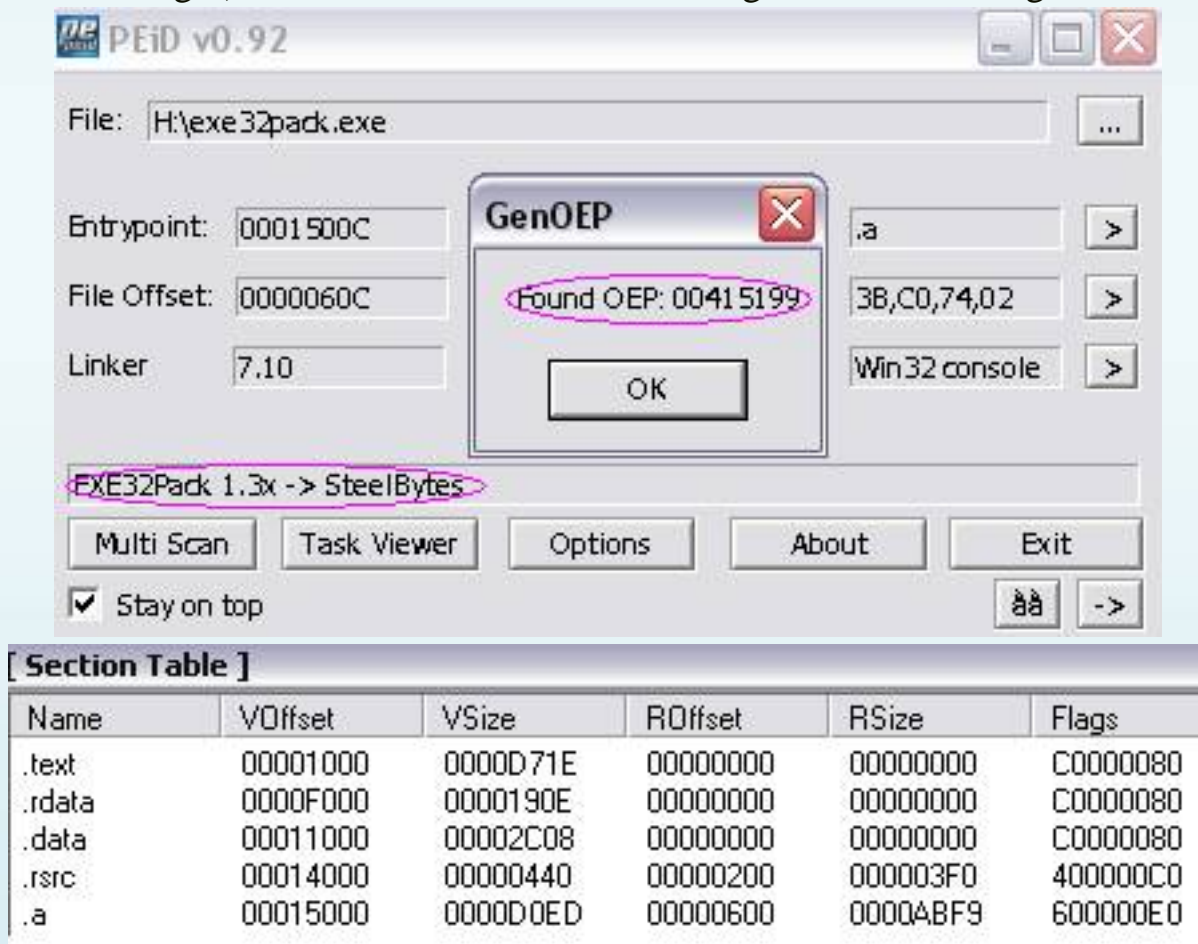 PEiD v0.92
File: H:\exe32pack.exe ...
Entrypoint: 0001500C .a >
File Offset: 0000060C 3B,C0,74,02 >
Linker 7.10 Win32 console >
GenOEP
Found OEP: 00415199
OK
EXE32Pack 1.3x -> SteelBytes
Multi Scan Task Viewer Options About Exit
Stay on top àà ->
[ Section Table ]
Name VOffset VSize ROffset RSize Flags
.text 00001000 0000D71E 00000000 00000000 C0000080
.rdata 0000F000 0000190E 00000000 00000000 C0000080
.data 00011000 00002C08 00000000 00000000 C0000080
.rsrc 00014000 00000440 00000200 000003F0 400000C0
.a 00015000 0000D0ED 00000600 0000ABF9 600000E0